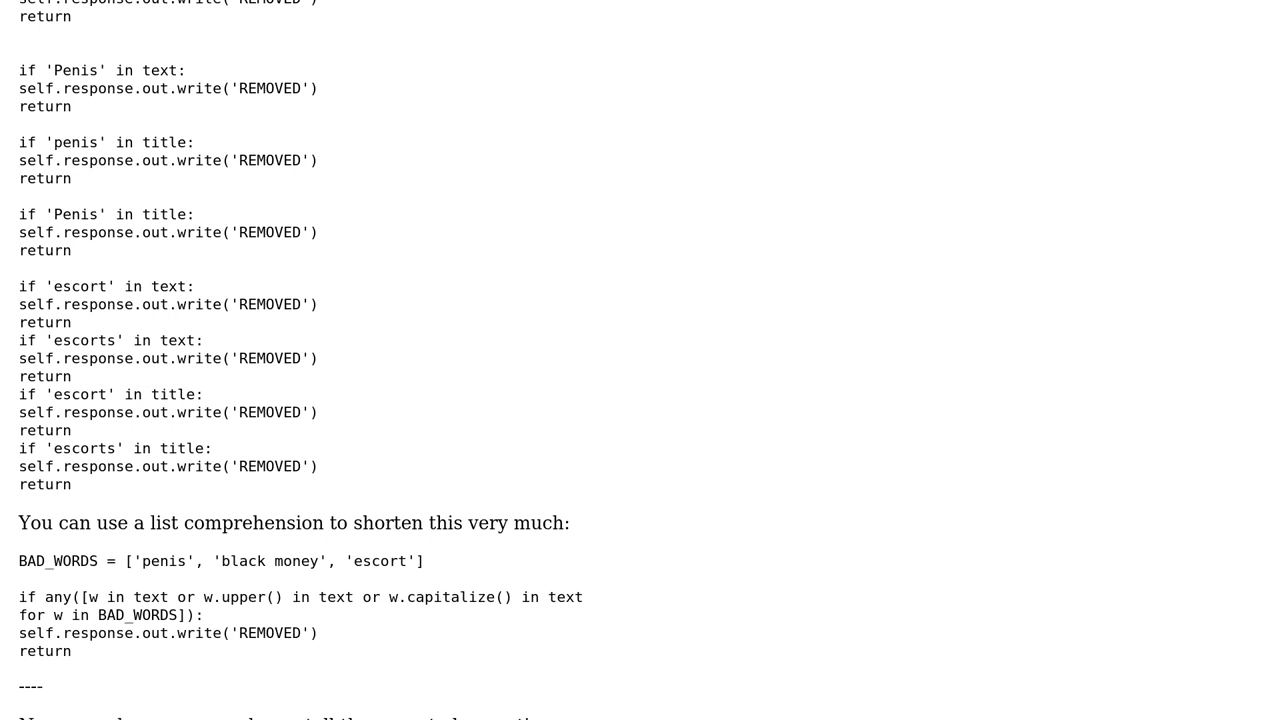 self.response.out.write('REMOVED')
return
if 'Penis' in text:
self.response.out.write('REMOVED')
return
if 'penis' in title:
self.response.out.write('REMOVED')
return
if 'Penis' in title:
self.response.out.write('REMOVED')
return
if 'escort' in text:
self.response.out.write('REMOVED')
return
if 'escorts' in text:
self.response.out.write('REMOVED')
return
if 'escort' in title:
self.response.out.write('REMOVED')
return
if 'escorts' in title:
self.response.out.write('REMOVED')
return
You can use a list comprehension to shorten this very much:
BAD_WORDS = ['penis', 'black money', 'escort']
if any([w in text or w.upper() in text or w.capitalize() in text
for w in BAD_WORDS]):
self.response.out.write('REMOVED')
return
----